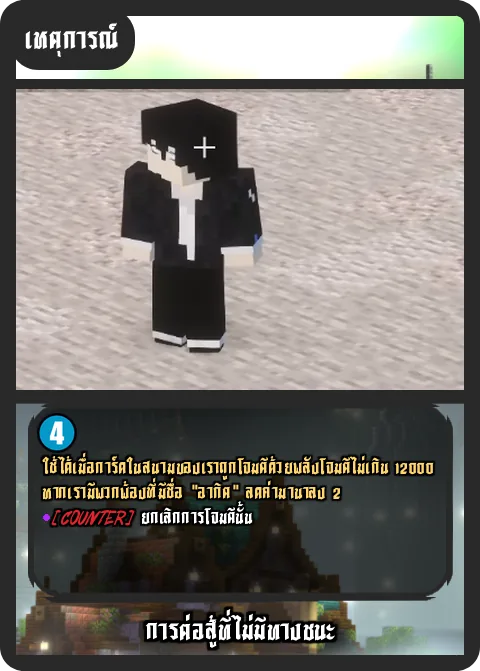 เหตุการณ์
4
ใช้ได้เมื่อการ์ดในสนามของเราถูกโจมตีด้วยพลังโจมตีไม่เกิน 12000
หากเรามีพวกพ้องที่มีชื่อ "อากิด" ลดค่ามานาลง 2
[COUNTER] ยกเลิกการโจมตีนั้น
การต่อสู้ที่ไม่มีทางชนะ